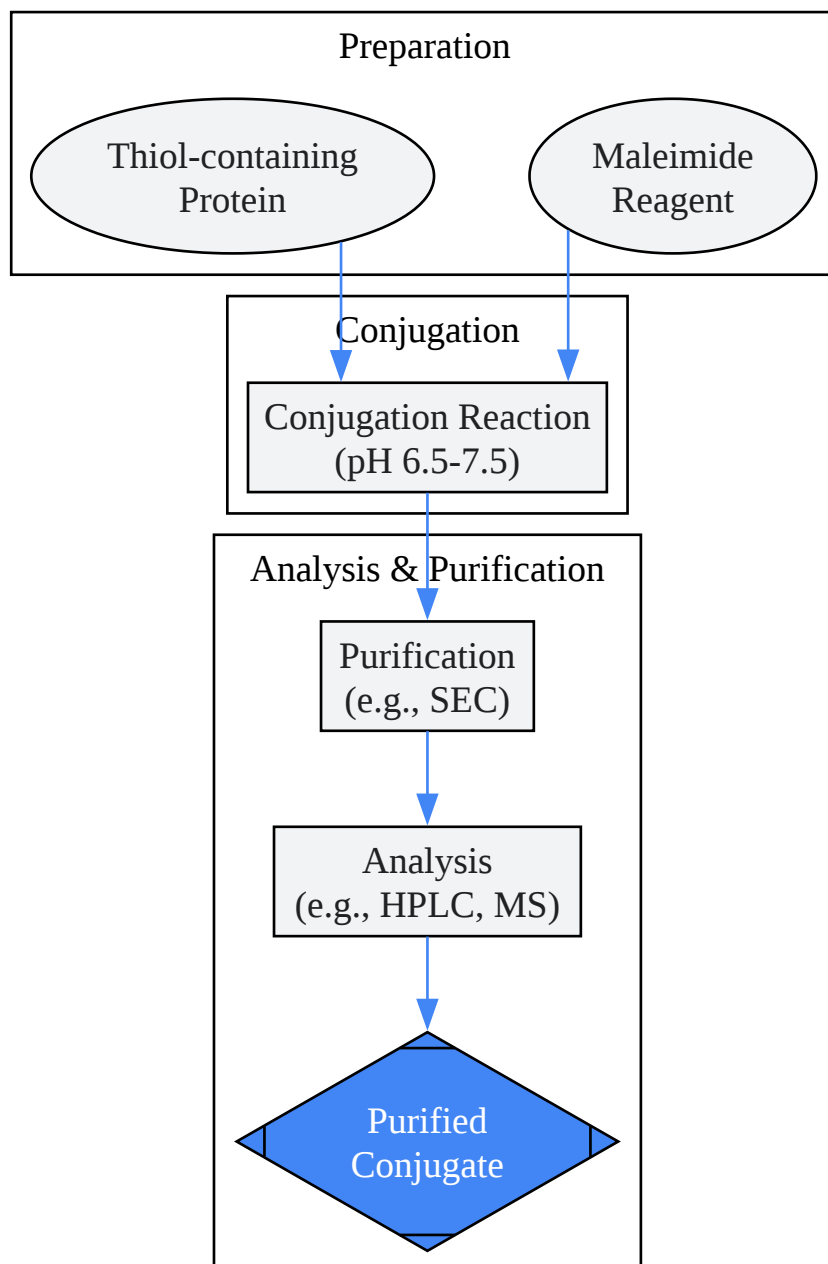 Preparation
Thiol-containing
Protein
Maleimide
Reagent
Conjugation
Conjugation Reaction
(pH 6.5-7.5)
Analysis & Purification
Purification
(e.g., SEC)
Analysis
(e.g., HPLC, MS)
Purified
Conjugate